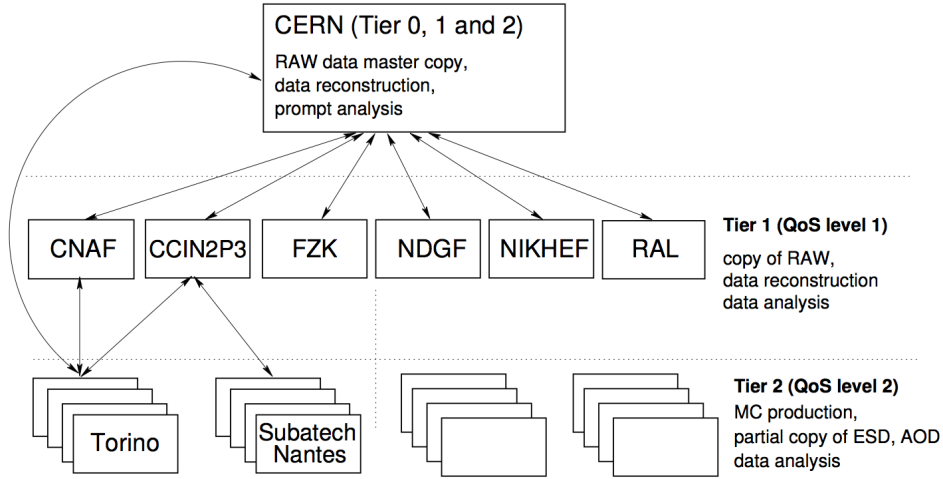 CERN (Tier 0, 1 and 2)
RAW data master copy,
data reconstruction,
prompt analysis
CNAF
CCIN2P3
FZK
NDGF
NIKHEF
RAL
Tier 1 (QoS level 1)
copy of RAW,
data reconstruction
data analysis
Torino
Subatech
Nantes
Tier 2 (QoS level 2)
MC production,
partial copy of ESD, AOD
data analysis